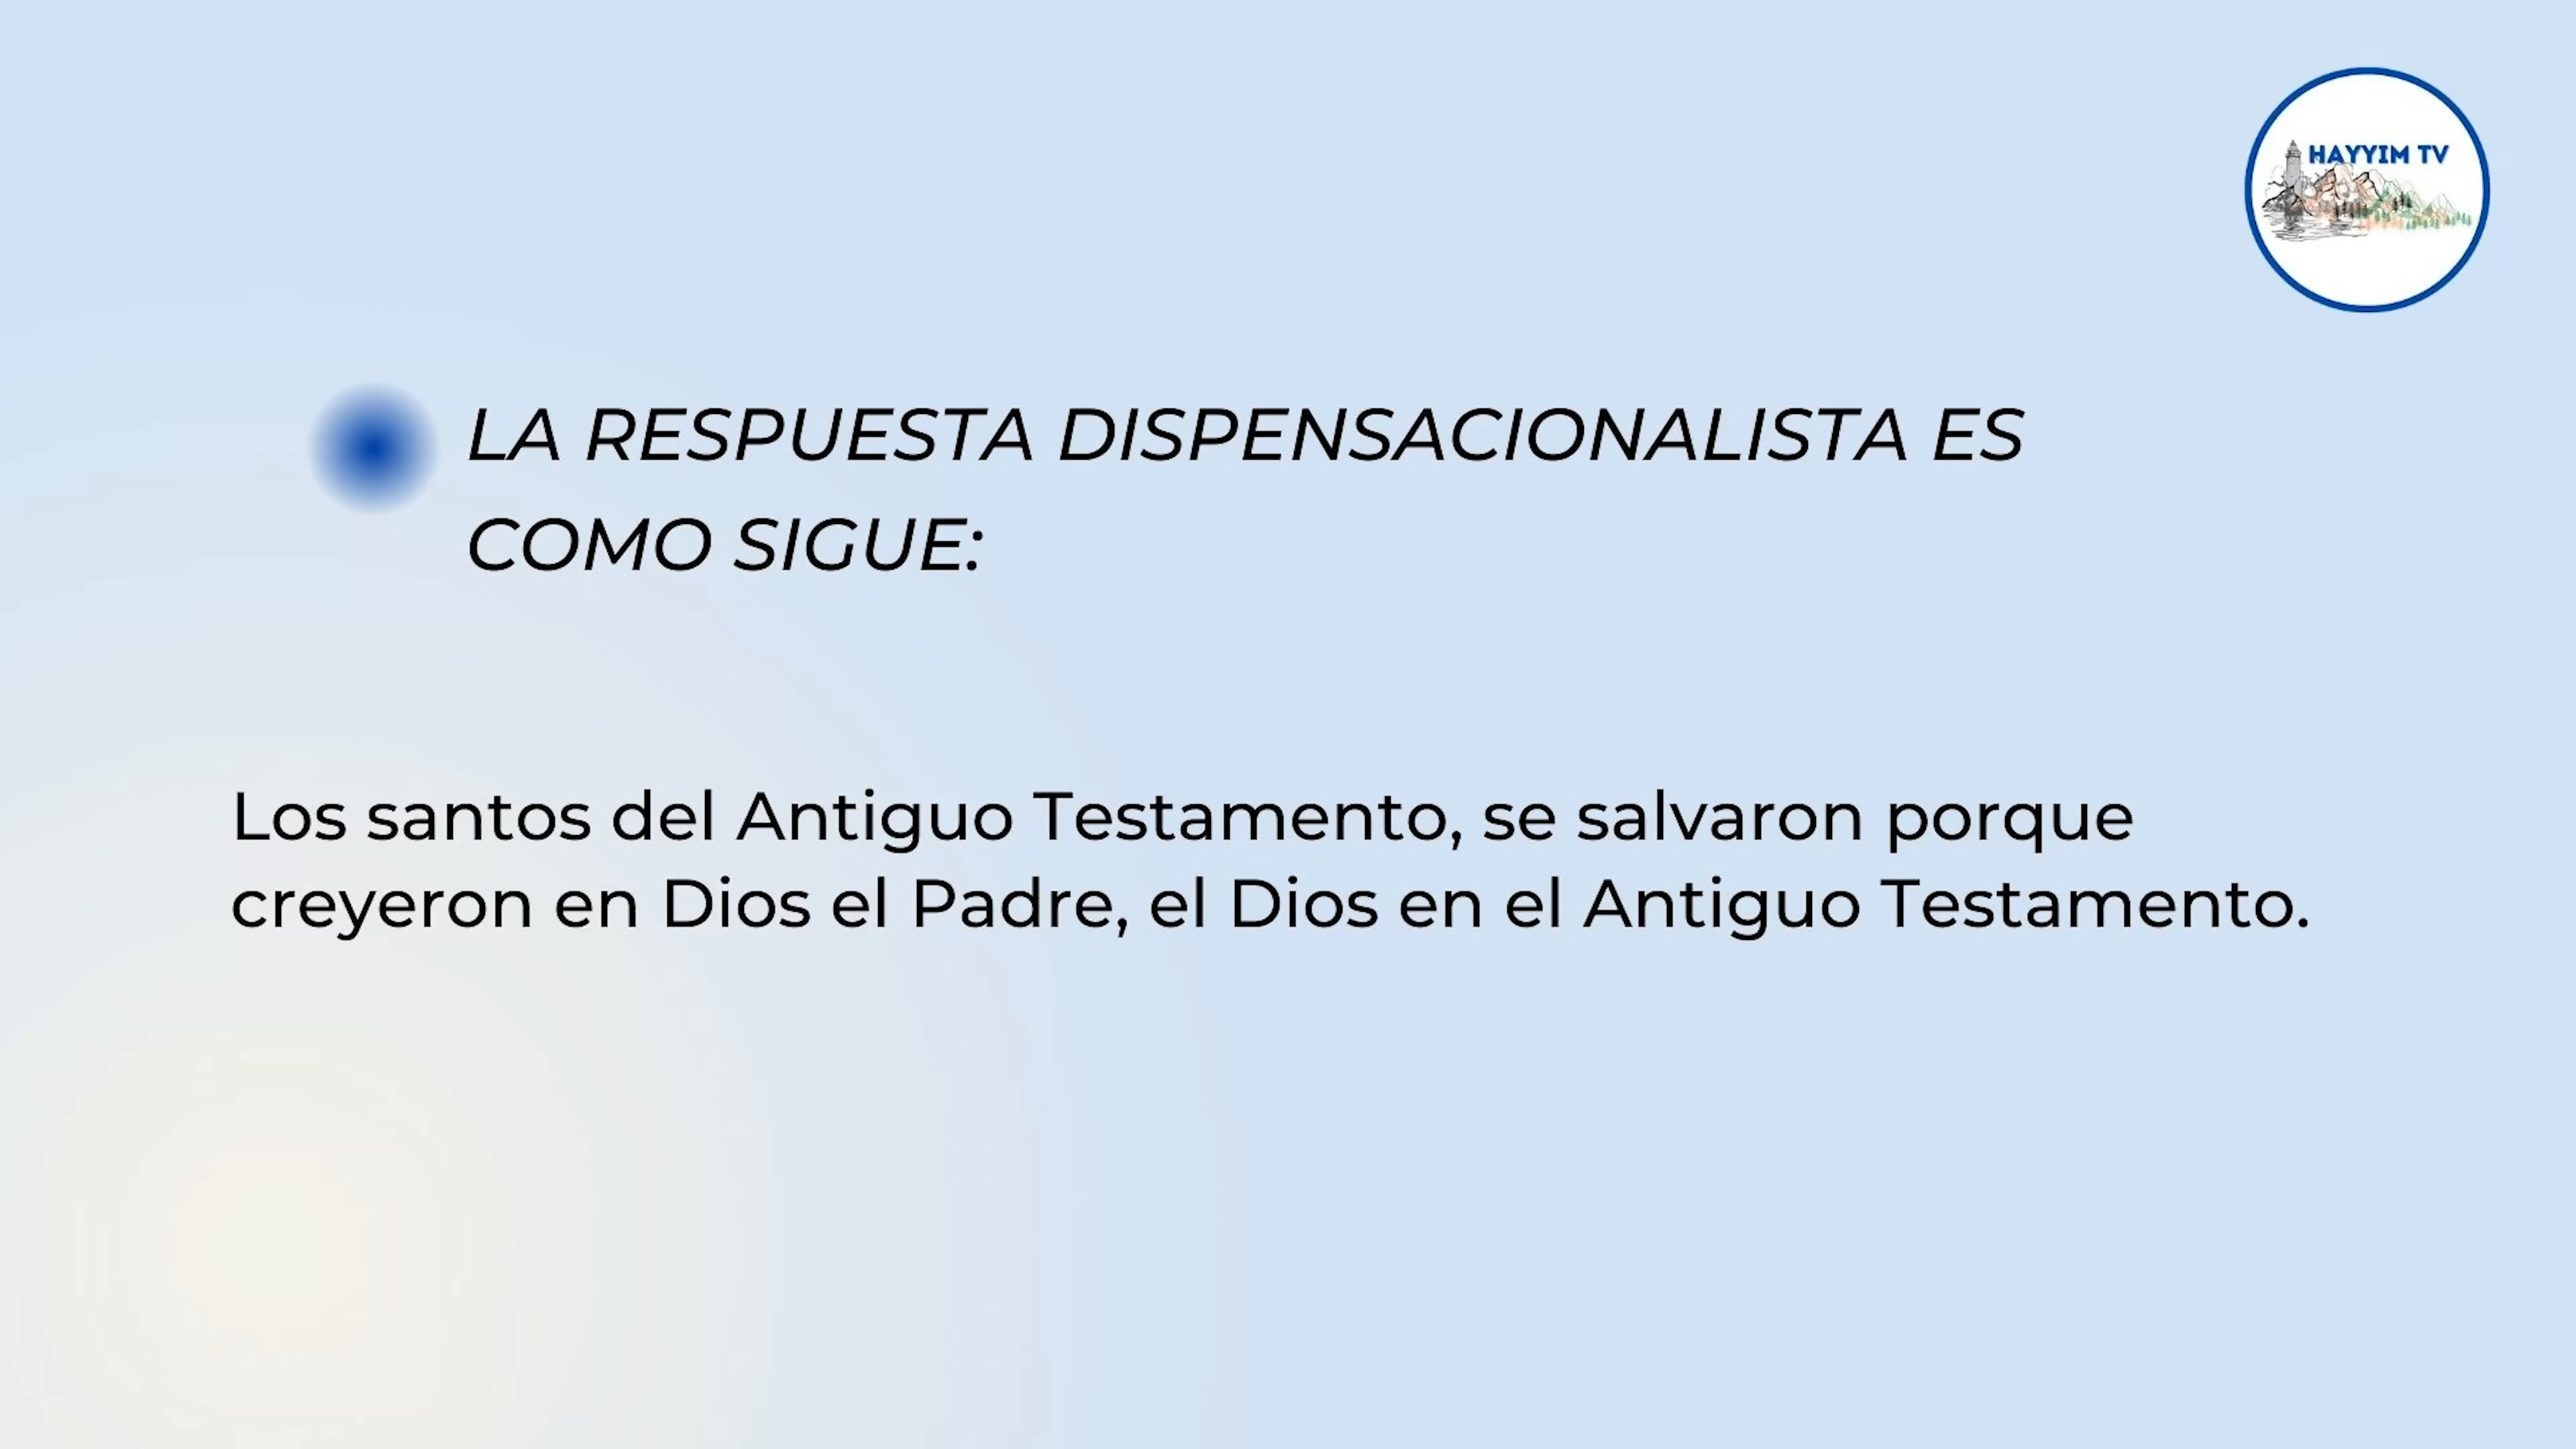 HAYYIM TV
LA RESPUESTA DISPENSACIONALISTA ES
COMO SIGUE:
Los santos del Antiguo Testamento, se salvaron porque
creyeron en Dios el Padre, el Dios en el Antiguo Testamento.